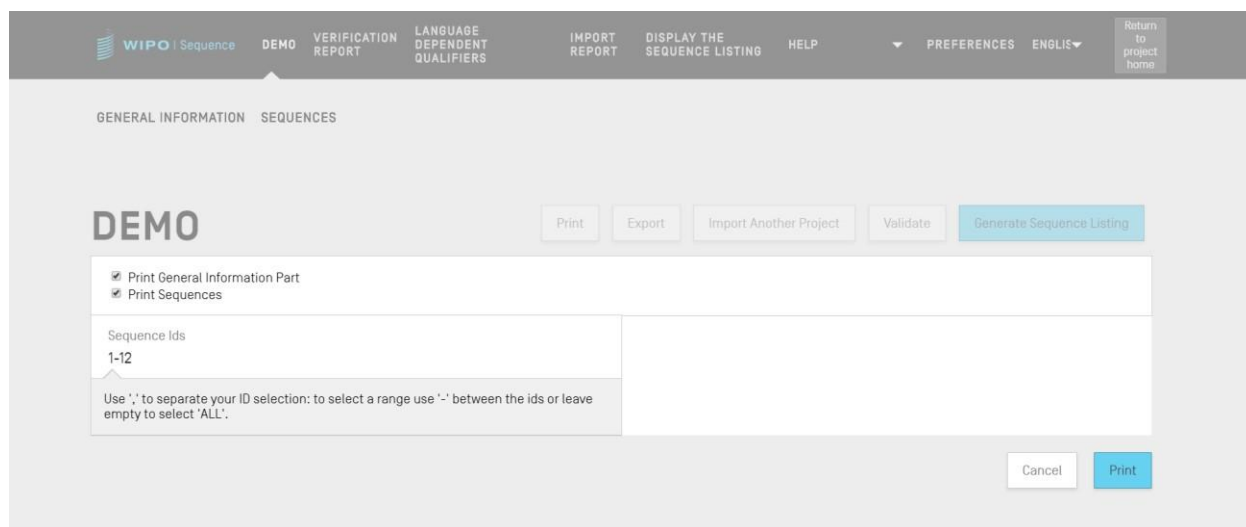 WIPO | Sequence DEMO VERIFICATION REPORT LANGUAGE DEPENDENT QUALIFIERS IMPORT REPORT DISPLAY THE SEQUENCE LISTING HELP PREFERENCES ENGLIS Return to project home
GENERAL INFORMATION SEQUENCES
DEMO Print Export Import Another Project Validate Generate Sequence Listing
Print General Information Part
Print Sequences
Sequence Ids
1-12
Use ',' to separate your ID selection: to select a range use '-' between the ids or leave
empty to select 'ALL'.
Cancel Print